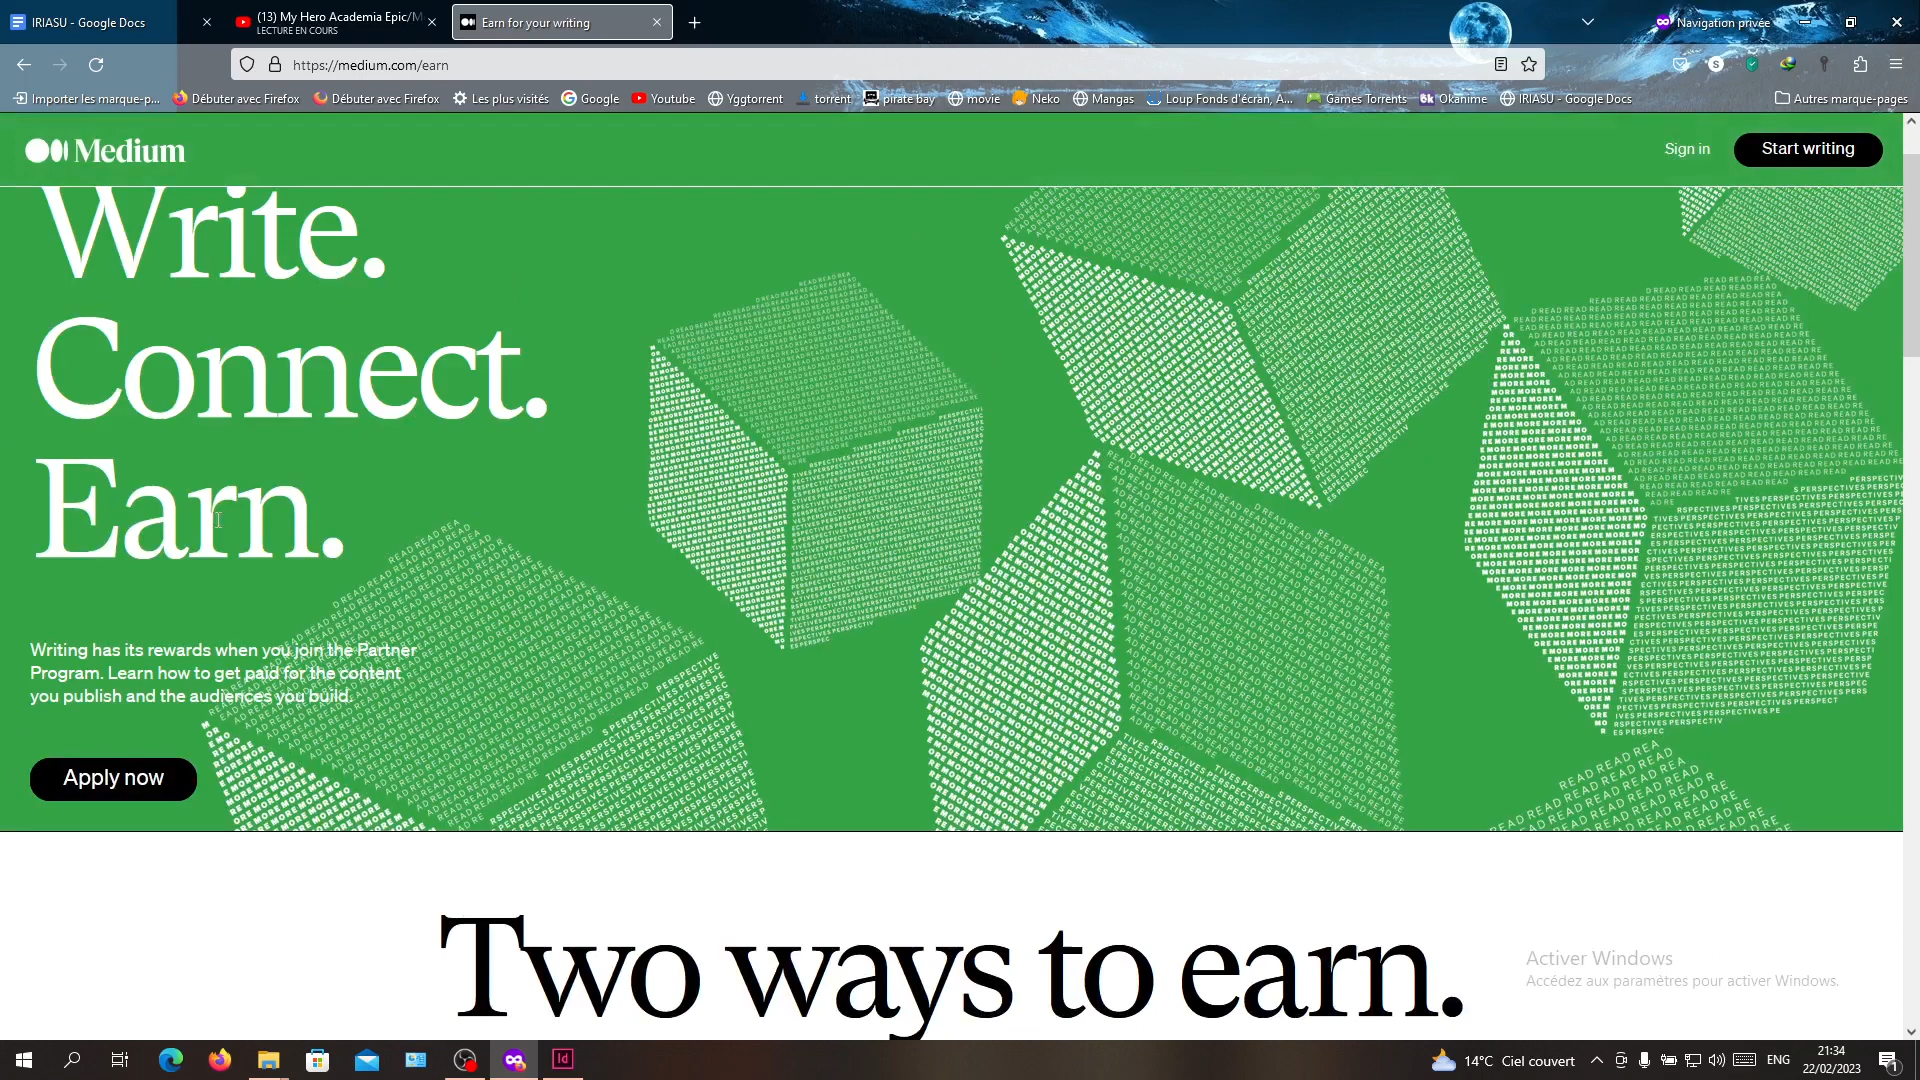 IRIASU - Google Docs
(13) My Hero Academia Epic/M
LECTURE EN COURS
Earn for your writing
Navigation privée
https://medium.com/earn
Importer les marque-p...
Débuter avec Firefox
Débuter avec Firefox
Les plus visités
Google
Youtube
Yggtorrent
torrent
pirate bay
movie
Neko
Mangas
Loup Fonds d'écran, A...
Games Torrents
Okanime
IRIASU - Google Docs
Autres marque-pages
Medium
Sign in
Start writing
Write.
Connect.
Earn.
Writing has its rewards when you join the Partner
Program. Learn how to get paid for the content
you publish and the audiences you build.
Apply now
Two ways to earn.
Activer Windows
Accédez aux paramètres pour activer Windows.
14°C Ciel couvert
ENG
21:34
22/02/2023